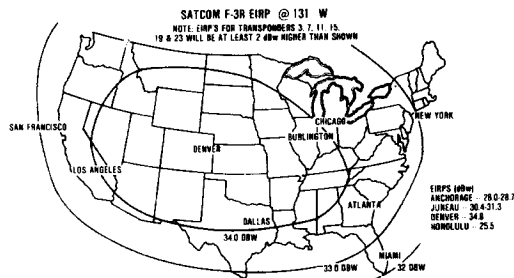 SATCOM F-3R EIRP @ 131 W
NOTE: EIRP'S FOR TRANSPONDERS 3, 7, 11, 15,
19 & 23 WILL BE AT LEAST 2 dBw HIGHER THAN SHOWN
SAN FRANCISCO
LOS ANGELES
DENVER
CHICAGO
BURLINGTON
NEW YORK
DALLAS
ATLANTA
MIAMI
34.0 DBW
33.0 DBW
32 DBW
EIRPS (dBw)
ANCHORAGE - 28.0-28.7
JUNEAU - 30.4-31.3
DENVER - 34.8
HONOLULU - 25.5